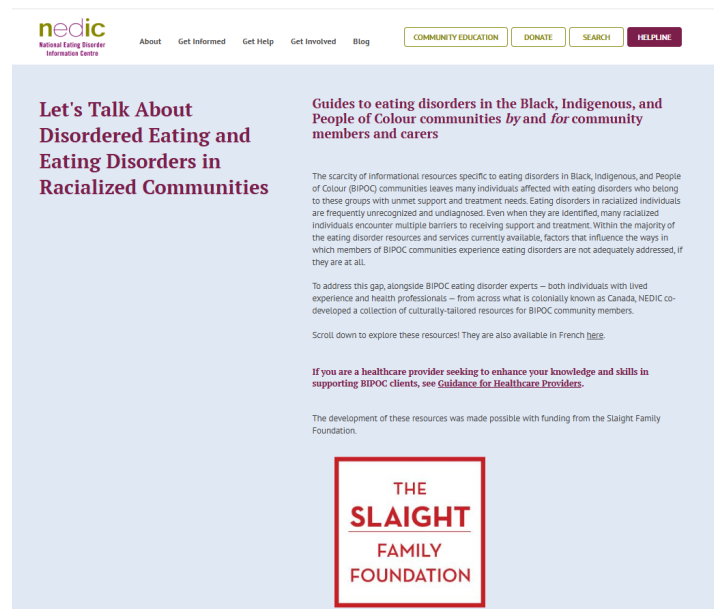 nedic
National Eating Disorder
Information Centre
About Get Informed Get Help Get Involved Blog
COMMUNITY EDUCATION DONATE SEARCH HELPLINE
Let's Talk About
Disordered Eating and
Eating Disorders in
Racialized Communities
Guides to eating disorders in the Black, Indigenous, and
People of Colour communities by and for community
members and carers
The scarcity of informational resources specific to eating disorders in Black, Indigenous, and People
of Colour (BIPOC) communities leaves many individuals affected with eating disorders who belong
to these groups with unmet support and treatment needs. Eating disorders in racialized individuals
are frequently unrecognized and undiagnosed. Even when they are identified, many racialized
individuals encounter multiple barriers to receiving support and treatment. Within the majority of
the eating disorder resources and services currently available, factors that influence the ways in
which members of BIPOC communities experience eating disorders are not adequately addressed, if
they are at all.
To address this gap, alongside BIPOC eating disorder experts — both individuals with lived
experience and health professionals — from across what is colonially known as Canada, NEDIC co-
developed a collection of culturally-tailored resources for BIPOC community members.
Scroll down to explore these resources! They are also available in French here.
If you are a healthcare provider seeking to enhance your knowledge and skills in
supporting BIPOC clients, see Guidance for Healthcare Providers.
The development of these resources was made possible with funding from the Slaight Family
Foundation.
THE
SLAIGHT
FAMILY
FOUNDATION